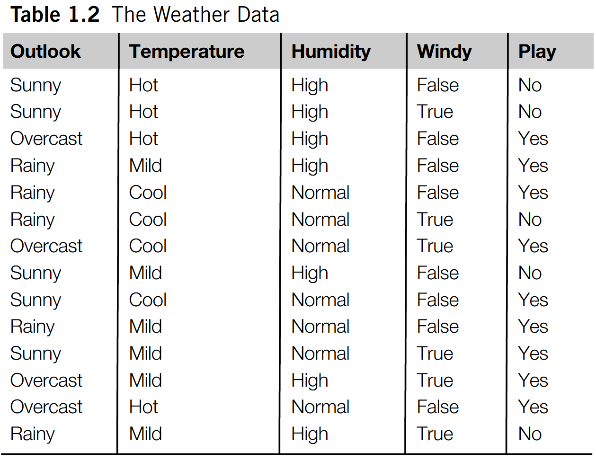 Table 1.2 The Weather Data
Outlook Temperature Humidity Windy Play
Sunny Hot High False No
Sunny Hot High True No
Overcast Hot High False Yes
Rainy Mild High False Yes
Rainy Cool Normal False Yes
Rainy Cool Normal True No
Overcast Cool Normal True Yes
Sunny Mild High False No
Sunny Cool Normal False Yes
Rainy Mild Normal False Yes
Sunny Mild Normal True Yes
Overcast Mild High True Yes
Overcast Hot Normal False Yes
Rainy Mild High True No